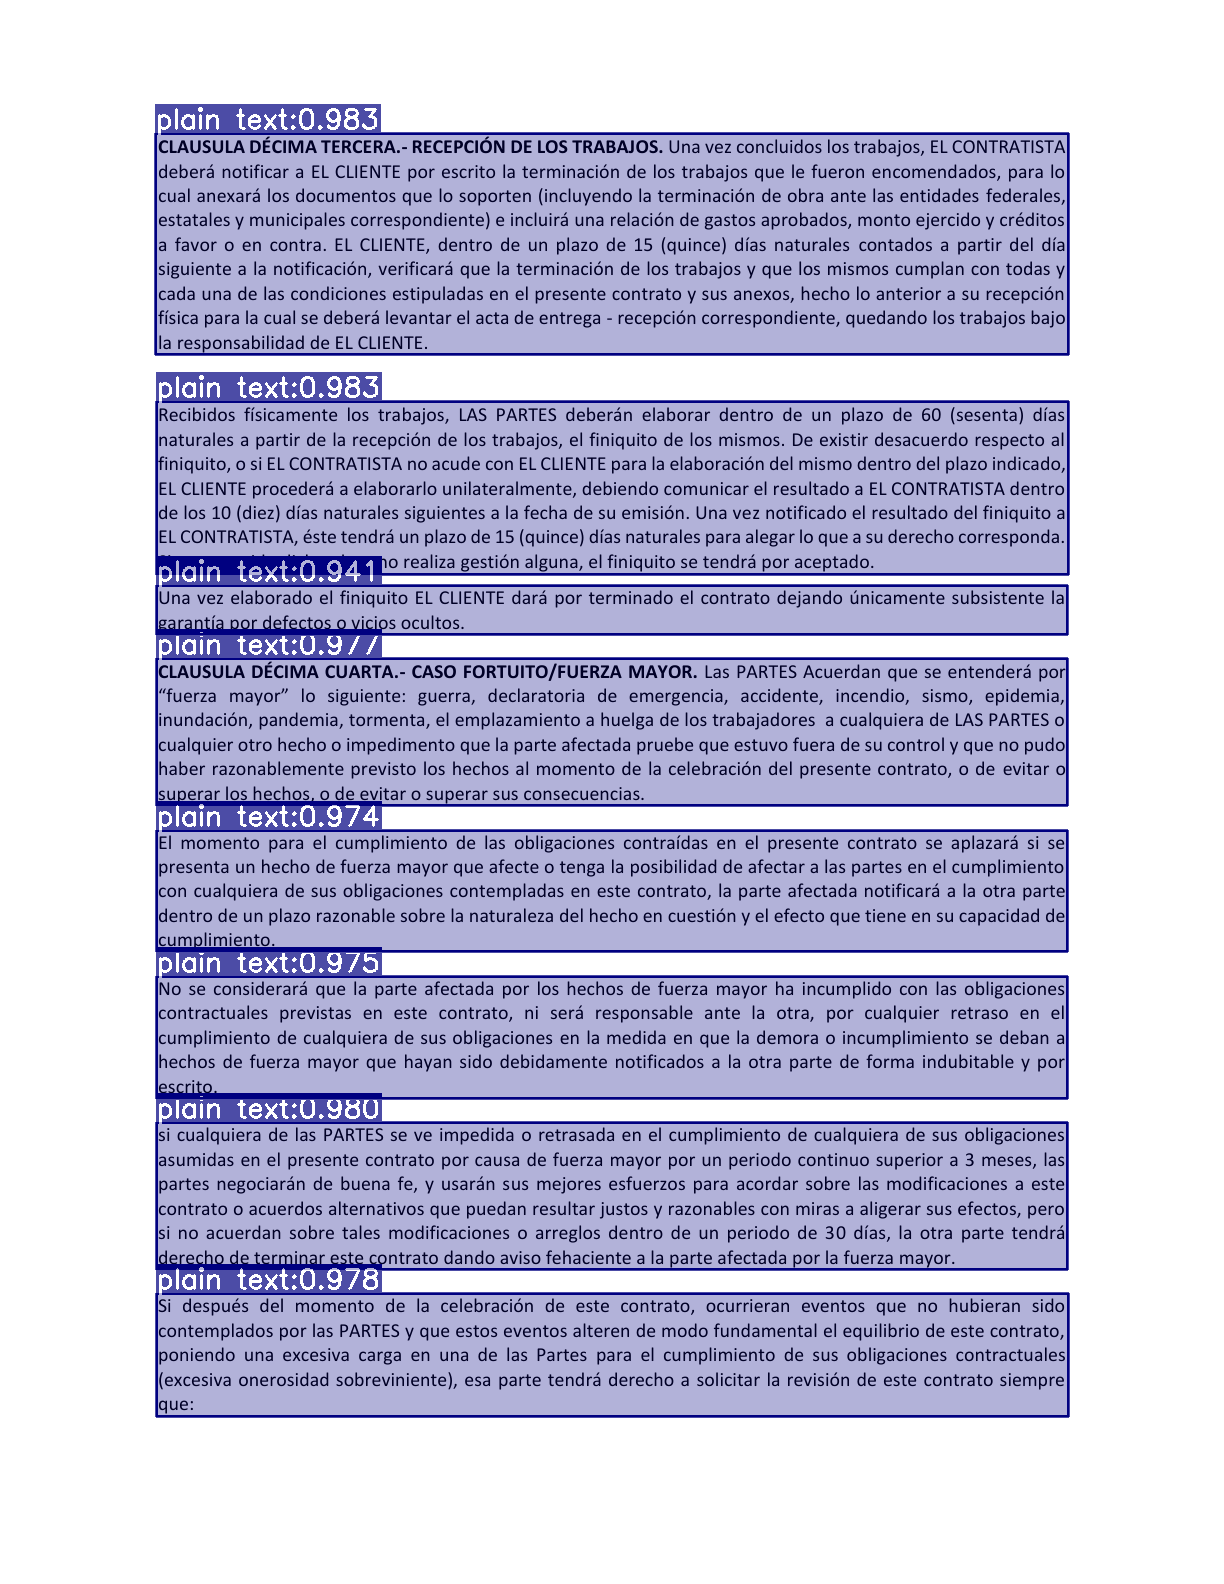 plain text:0.983
CLAUSULA DÉCIMA TERCERA.- RECEPCIÓN DE LOS TRABAJOS. Una vez concluidos los trabajos, EL CONTRATISTA
deberá notificar a EL CLIENTE por escrito la terminación de los trabajos que le fueron encomendados, para lo
cual anexará los documentos que lo soporten (incluyendo la terminación de obra ante las entidades federales,
estatales y municipales correspondiente) e incluirá una relación de gastos aprobados, monto ejercido y créditos
a favor o en contra. EL CLIENTE, dentro de un plazo de 15 (quince) días naturales contados a partir del día
siguiente a la notificación, verificará que la terminación de los trabajos y que los mismos cumplan con todas y
cada una de las condiciones estipuladas en el presente contrato y sus anexos, hecho lo anterior a su recepción
física para la cual se deberá levantar el acta de entrega - recepción correspondiente, quedando los trabajos bajo
la responsabilidad de EL CLIENTE.
plain text:0.983
Recibidos físicamente los trabajos, LAS PARTES deberán elaborar dentro de un plazo de 60 (sesenta) días
naturales a partir de la recepción de los trabajos, el finiquito de los mismos. De existir desacuerdo respecto al
finiquito, o si EL CONTRATISTA no acude con EL CLIENTE para la elaboración del mismo dentro del plazo indicado,
EL CLIENTE procederá a elaborarlo unilateralmente, debiendo comunicar el resultado a EL CONTRATISTA dentro
de los 10 (diez) días naturales siguientes a la fecha de su emisión. Una vez notificado el resultado del finiquito a
EL CONTRATISTA, éste tendrá un plazo de 15 (quince) días naturales para alegar lo que a su derecho corresponda.
no realiza gestión alguna, el finiquito se tendrá por aceptado.
plain text:0.941
Una vez elaborado el finiquito EL CLIENTE dará por terminado el contrato dejando únicamente subsistente la
garantía por defectos o vicios ocultos.
plain text:0.977
CLAUSULA DÉCIMA CUARTA.- CASO FORTUITO/FUERZA MAYOR. Las PARTES Acuerdan que se entenderá por
“fuerza mayor” lo siguiente: guerra, declaratoria de emergencia, accidente, incendio, sismo, epidemia,
inundación, pandemia, tormenta, el emplazamiento a huelga de los trabajadores a cualquiera de LAS PARTES o
cualquier otro hecho o impedimento que la parte afectada pruebe que estuvo fuera de su control y que no pudo
haber razonablemente previsto los hechos al momento de la celebración del presente contrato, o de evitar o
superar los hechos, o de evitar o superar sus consecuencias.
plain text:0.974
El momento para el cumplimiento de las obligaciones contraídas en el presente contrato se aplazará si se
presenta un hecho de fuerza mayor que afecte o tenga la posibilidad de afectar a las partes en el cumplimiento
con cualquiera de sus obligaciones contempladas en este contrato, la parte afectada notificará a la otra parte
dentro de un plazo razonable sobre la naturaleza del hecho en cuestión y el efecto que tiene en su capacidad de
cumplimiento.
plain text:0.975
No se considerará que la parte afectada por los hechos de fuerza mayor ha incumplido con las obligaciones
contractuales previstas en este contrato, ni será responsable ante la otra, por cualquier retraso en el
cumplimiento de cualquiera de sus obligaciones en la medida en que la demora o incumplimiento se deban a
hechos de fuerza mayor que hayan sido debidamente notificados a la otra parte de forma indubitable y por
escrito.
plain text:0.980
si cualquiera de las PARTES se ve impedida o retrasada en el cumplimiento de cualquiera de sus obligaciones
asumidas en el presente contrato por causa de fuerza mayor por un periodo continuo superior a 3 meses, las
partes negociarán de buena fe, y usarán sus mejores esfuerzos para acordar sobre las modificaciones a este
contrato o acuerdos alternativos que puedan resultar justos y razonables con miras a aligerar sus efectos, pero
si no acuerdan sobre tales modificaciones o arreglos dentro de un periodo de 30 días, la otra parte tendrá
derecho de terminar este contrato dando aviso fehaciente a la parte afectada por la fuerza mayor.
plain text:0.978
Si después del momento de la celebración de este contrato, ocurrieran eventos que no hubieran sido
contemplados por las PARTES y que estos eventos alteren de modo fundamental el equilibrio de este contrato,
poniendo una excesiva carga en una de las Partes para el cumplimiento de sus obligaciones contractuales
(excesiva onerosidad sobreviniente), esa parte tendrá derecho a solicitar la revisión de este contrato siempre
que: